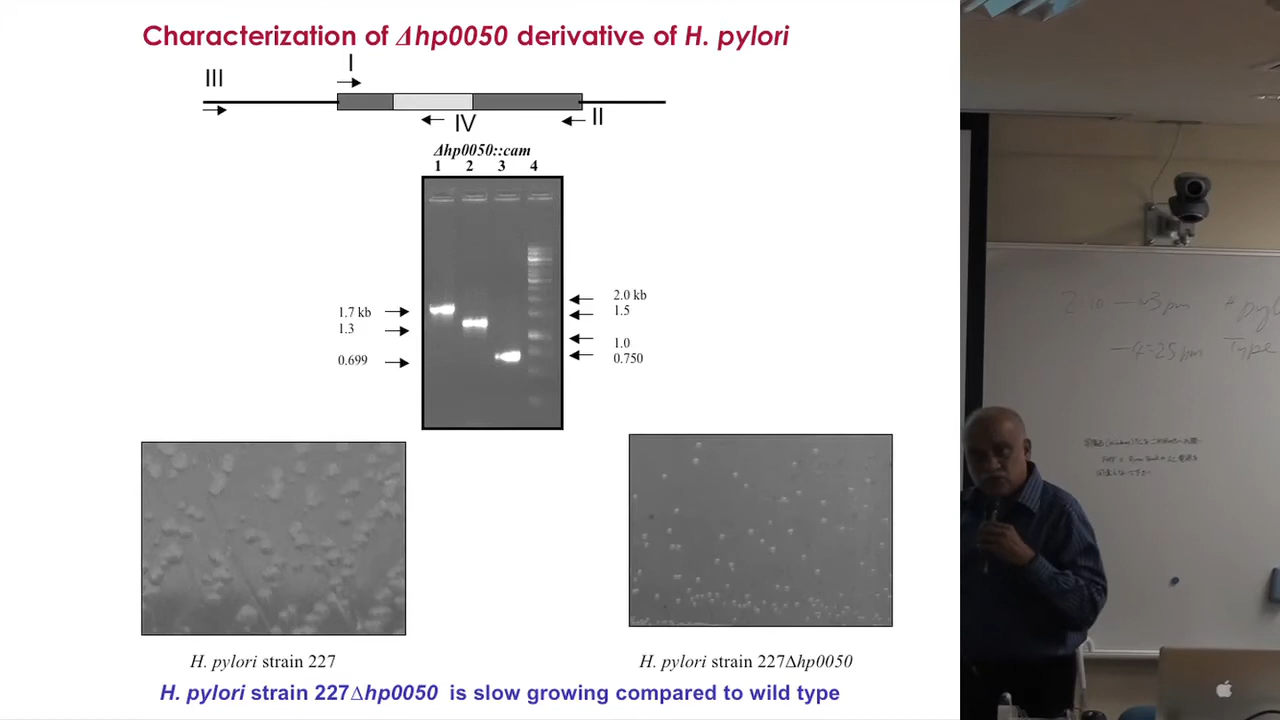 Characterization of Δhp0050 derivative of H. pylori
I
III
IV
II
Δhp0050::cam
1 2 3 4
1.7 kb
1.3
0.699
2.0 kb
1.5
1.0
0.750
H. pylori strain 227
H. pylori strain 227Δhp0050
H. pylori strain 227Δhp0050 is slow growing compared to wild type
Type